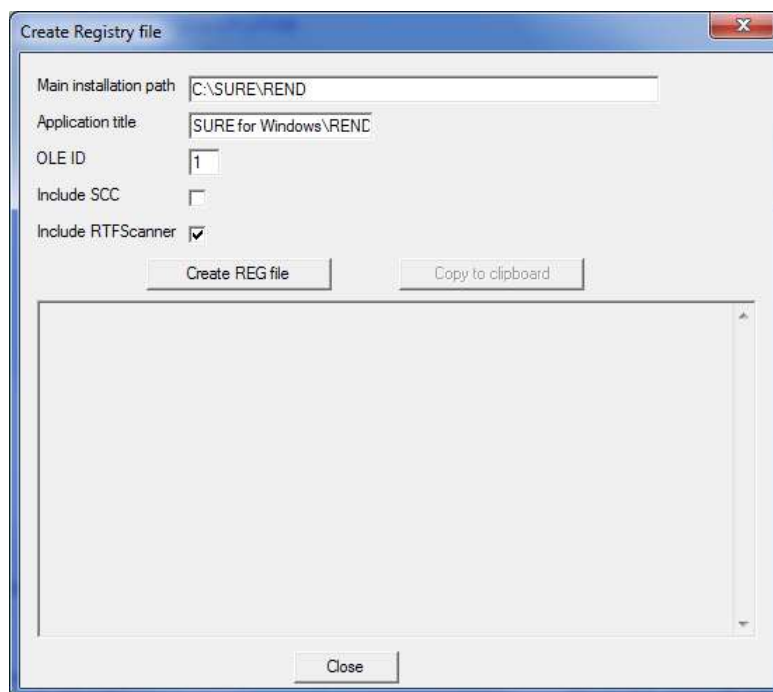 Create Registry file
Main installation path C:\SURE\REND
Application title SURE for Windows\REND
OLE ID 1
Include SCC
Include RTFScanner
Create REG file Copy to clipboard
Close